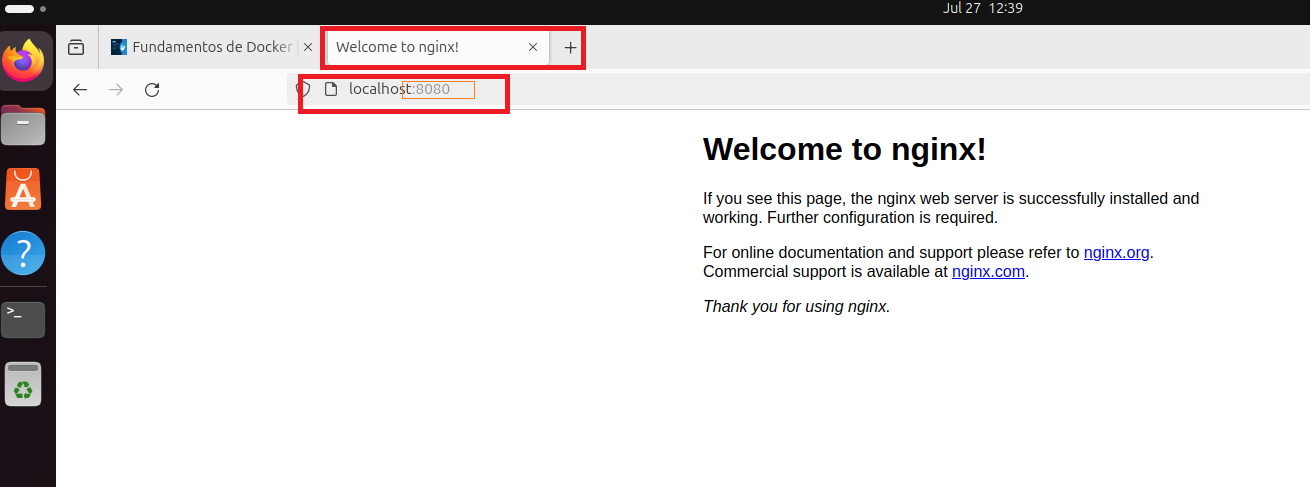 Jul 27 12:39
Fundamentos de Docker
Welcome to nginx!
localhost:8080
Welcome to nginx!
If you see this page, the nginx web server is successfully installed and
working. Further configuration is required.
For online documentation and support please refer to nginx.org.
Commercial support is available at nginx.com.
Thank you for using nginx.